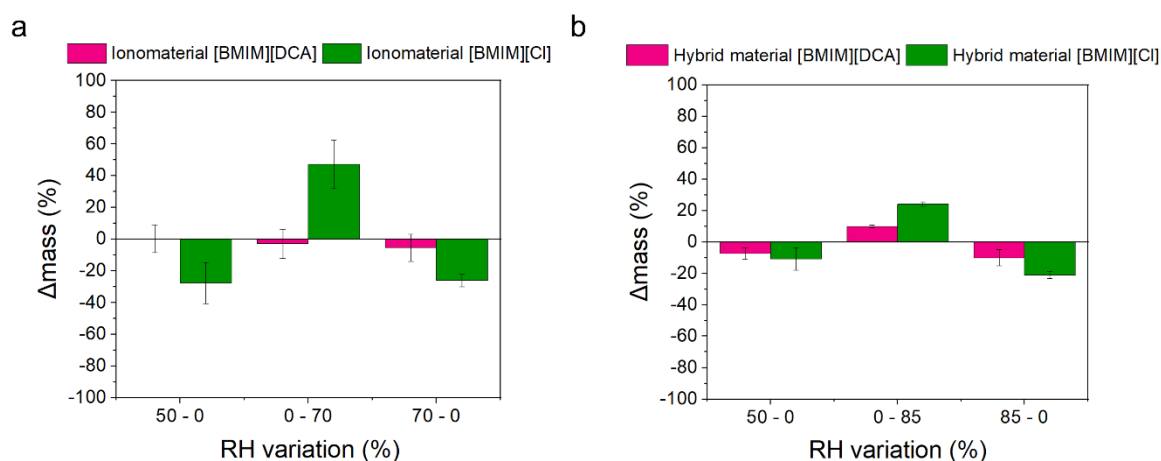 a
Ionomaterial [BMIM][DCA] Ionomaterial [BMIM][Cl]
100
80
60
40
20
0
-20
-40
-60
-80
-100
Δmass (%)
50 - 0 0 - 70 70 - 0
RH variation (%)
b
Hybrid material [BMIM][DCA] Hybrid material [BMIM][Cl]
100
80
60
40
20
0
-20
-40
-60
-80
-100
Δmass (%)
50 - 0 0 - 85 85 - 0
RH variation (%)